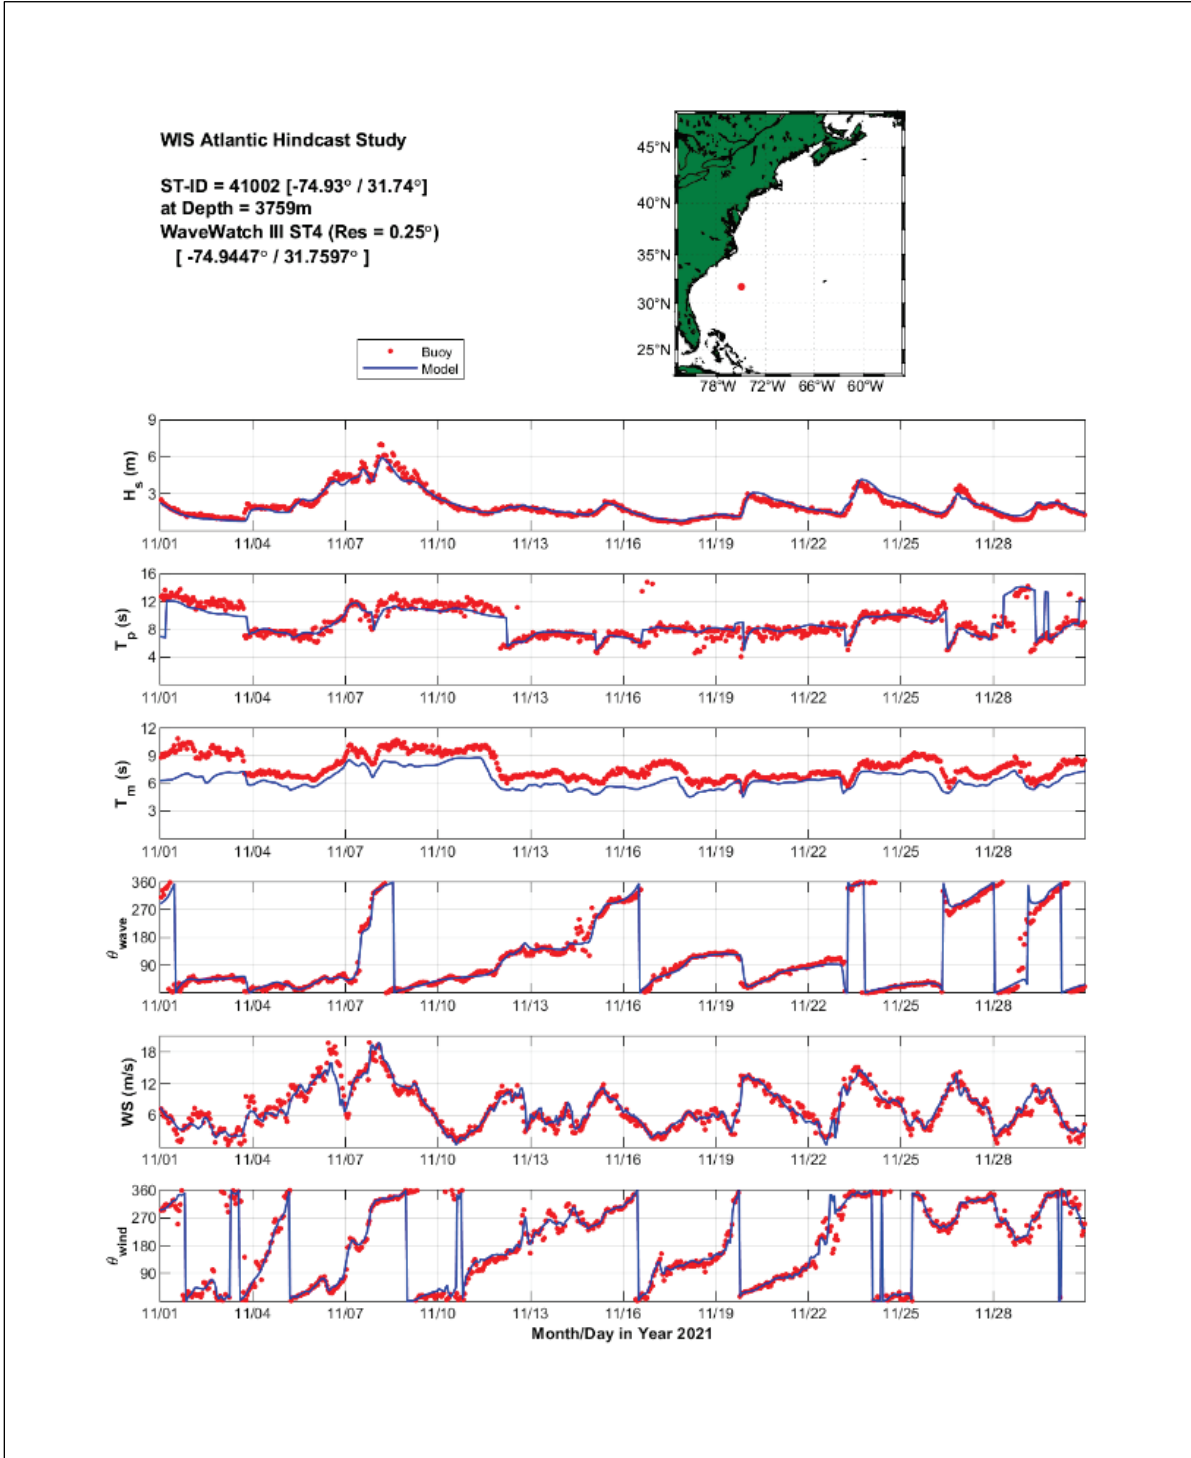 WIS Atlantic Hindcast Study
ST-ID = 41002 [-74.93° / 31.74°]
at Depth = 3759m
WaveWatch III ST4 (Res = 0.25°)
[ -74.9447° / 31.7597° ]
45°N
40°N
35°N
30°N
25°N
78°W 72°W 66°W 60°W
Buoy
Model
H_s (m)
9
6
3
11/01 11/04 11/07 11/10 11/13 11/16 11/19 11/22 11/25 11/28
T_p (s)
16
12
8
4
11/01 11/04 11/07 11/10 11/13 11/16 11/19 11/22 11/25 11/28
T_m (s)
12
9
6
3
11/01 11/04 11/07 11/10 11/13 11/16 11/19 11/22 11/25 11/28
θ_wave
360
270
180
90
11/01 11/04 11/07 11/10 11/13 11/16 11/19 11/22 11/25 11/28
WS (m/s)
18
12
6
11/01 11/04 11/07 11/10 11/13 11/16 11/19 11/22 11/25 11/28
θ_wind
360
270
180
90
11/01 11/04 11/07 11/10 11/13 11/16 11/19 11/22 11/25 11/28
Month/Day in Year 2021